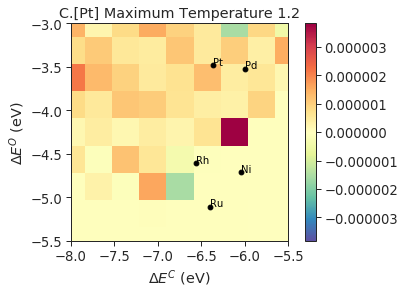 C.[Pt] Maximum Temperature 1.2
−3.0
−3.5
−4.0
−4.5
−5.0
−5.5
ΔE^O (eV)
Pt
Pd
Rh
Ni
Ru
−8.0 −7.5 −7.0 −6.5 −6.0 −5.5
ΔE^C (eV)
0.000003
0.000002
0.000001
0.000000
−0.000001
−0.000002
−0.000003